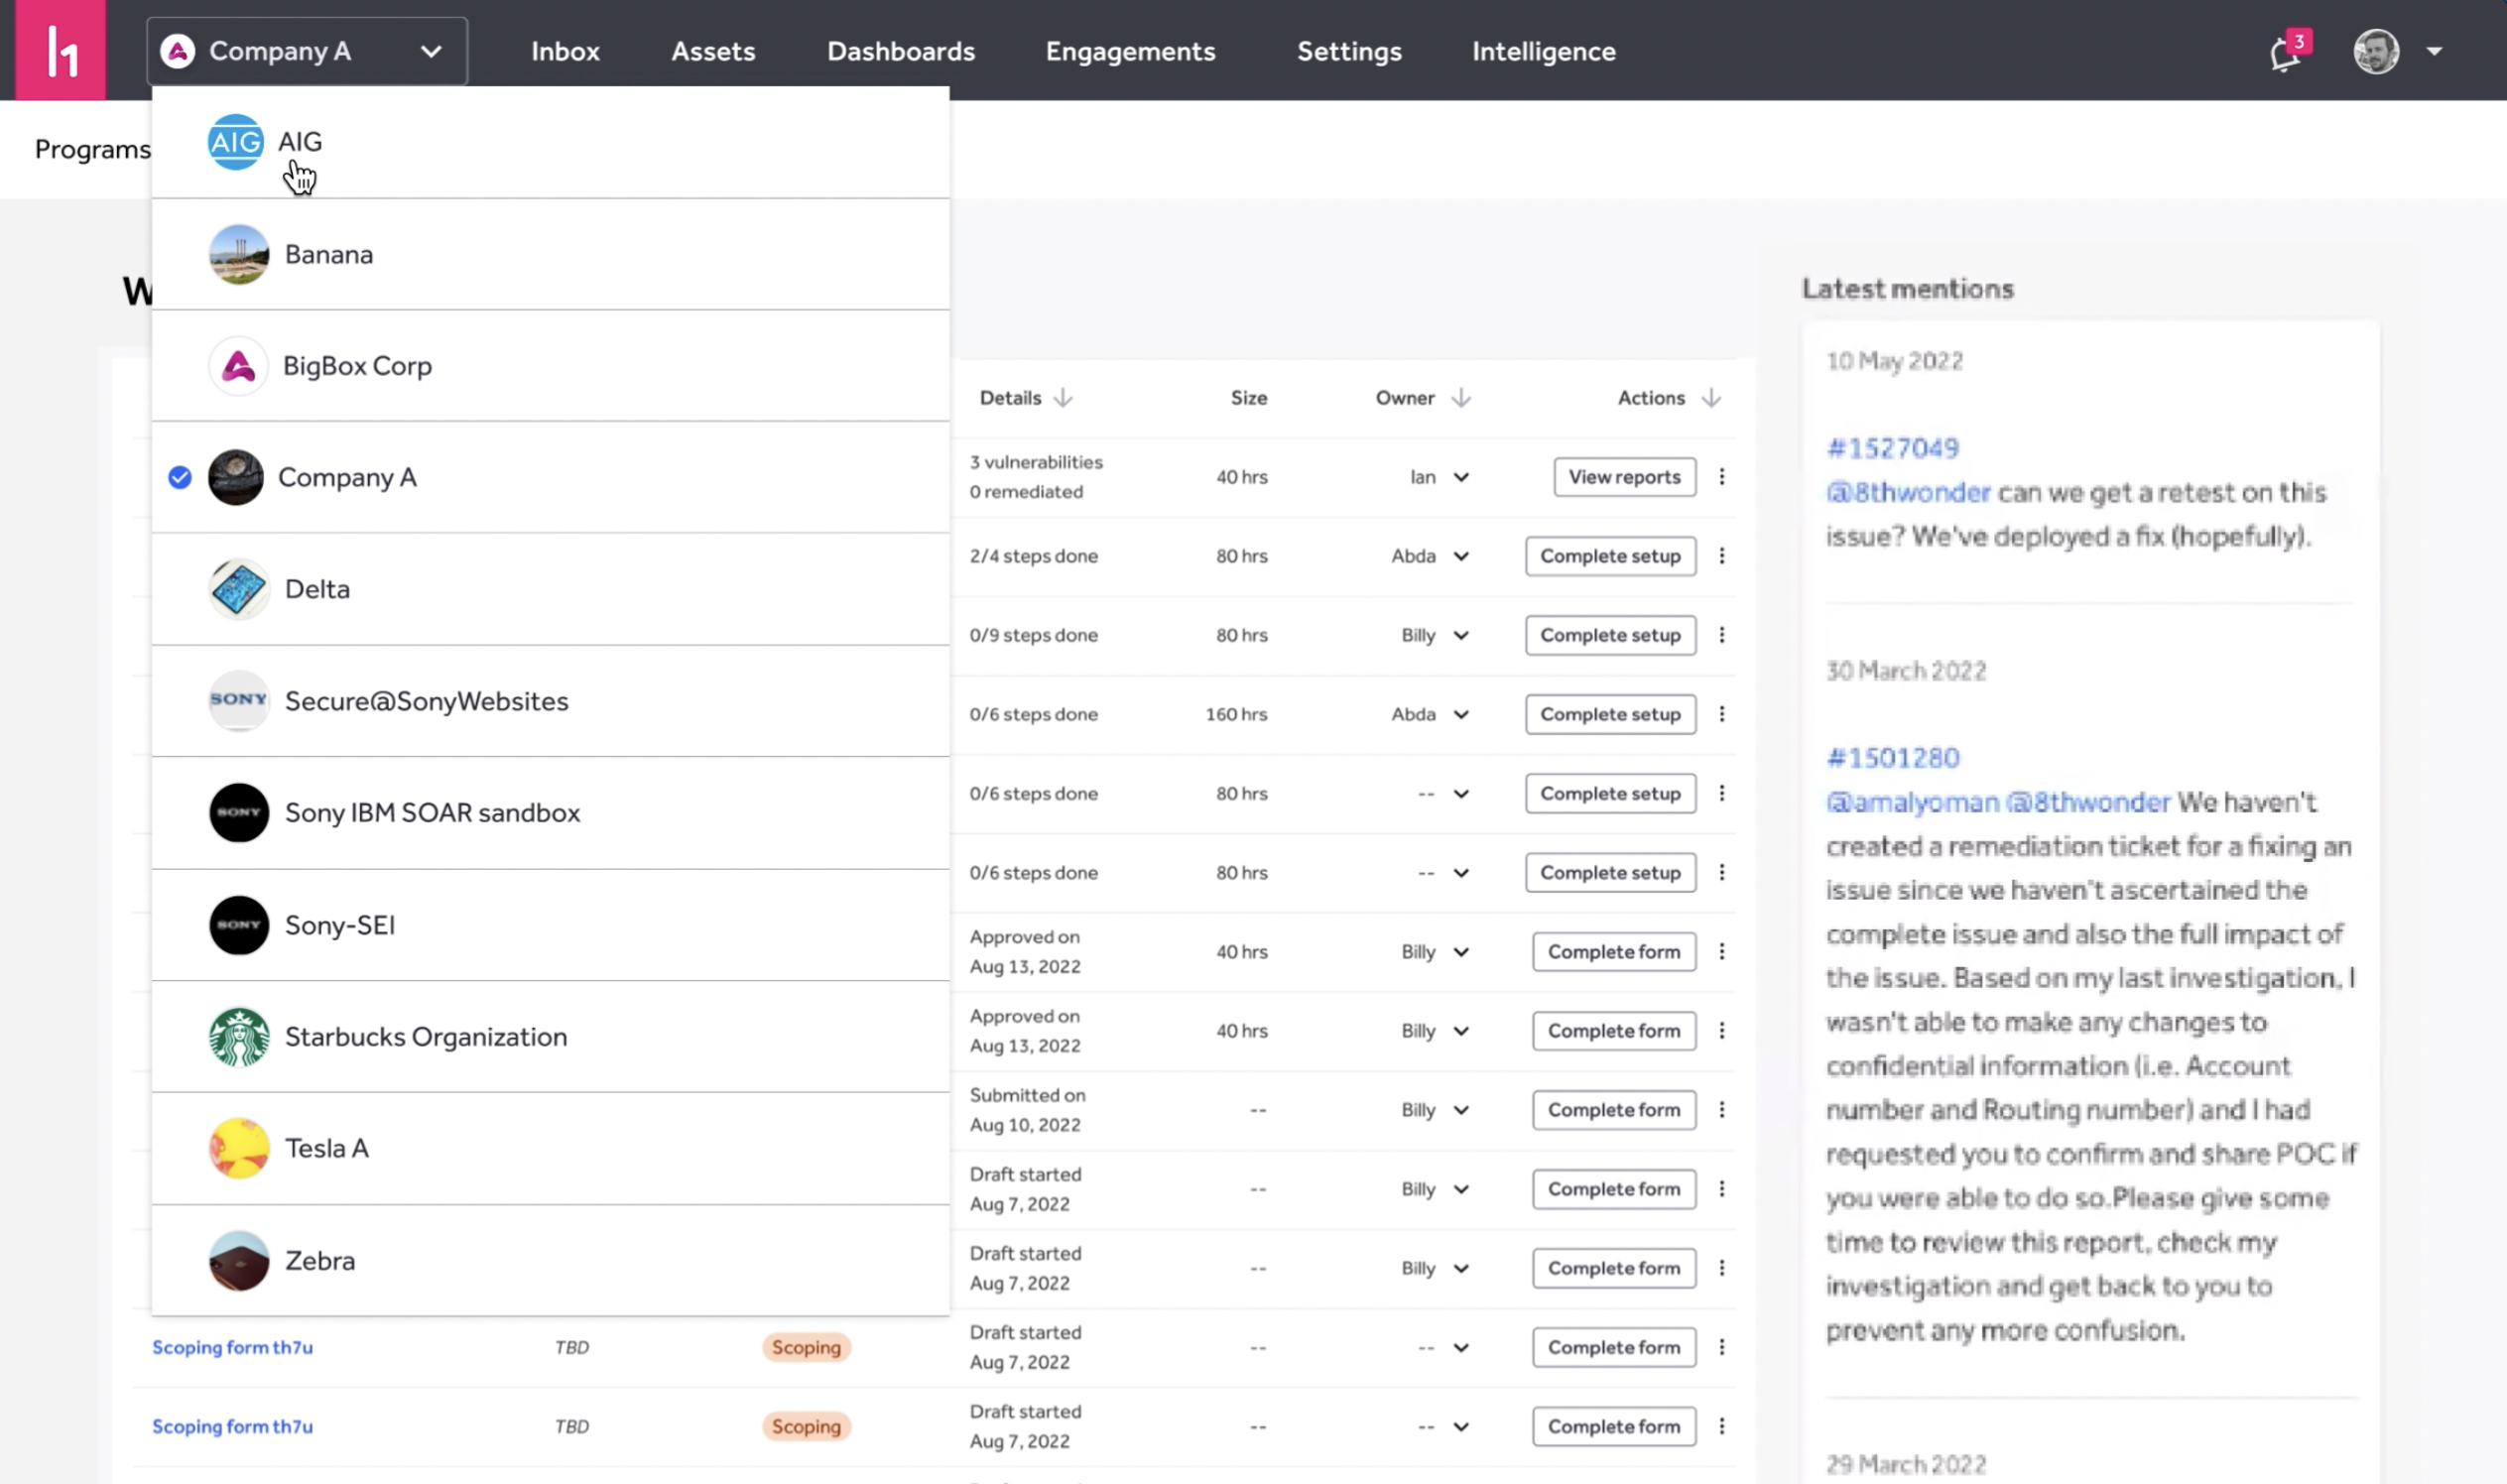 h1
Company A
Inbox
Assets
Dashboards
Engagements
Settings
Intelligence
3
Programs
AIG AIG
Banana
BigBox Corp
Company A
Delta
SONY Secure@SonyWebsites
SONY Sony IBM SOAR sandbox
SONY Sony-SEI
Starbucks Organization
Tesla A
Zebra
W
Details Size Owner Actions
3 vulnerabilities
0 remediated
40 hrs Ian View reports
2/4 steps done 80 hrs Abda Complete setup
0/9 steps done 80 hrs Billy Complete setup
0/6 steps done 160 hrs Abda Complete setup
0/6 steps done 80 hrs -- Complete setup
0/6 steps done 80 hrs -- Complete setup
Approved on
Aug 13, 2022
40 hrs Billy Complete form
Approved on
Aug 13, 2022
40 hrs Billy Complete form
Submitted on
Aug 10, 2022
-- Billy Complete form
Draft started
Aug 7, 2022
-- Billy Complete form
Draft started
Aug 7, 2022
-- Billy Complete form
Scoping form th7u TBD Scoping
Draft started
Aug 7, 2022
-- -- Complete form
Scoping form th7u TBD Scoping
Draft started
Aug 7, 2022
-- -- Complete form
Latest mentions
10 May 2022
#1527049
@8thwonder can we get a retest on this
issue? We've deployed a fix (hopefully).
30 March 2022
#1501280
@amalyoman @8thwonder We haven't
created a remediation ticket for a fixing an
issue since we haven't ascertained the
complete issue and also the full impact of
the issue. Based on my last investigation, I
wasn't able to make any changes to
confidential information (i.e. Account
number and Routing number) and I had
requested you to confirm and share POC if
you were able to do so.Please give some
time to review this report, check my
investigation and get back to you to
prevent any more confusion.
29 March 2022